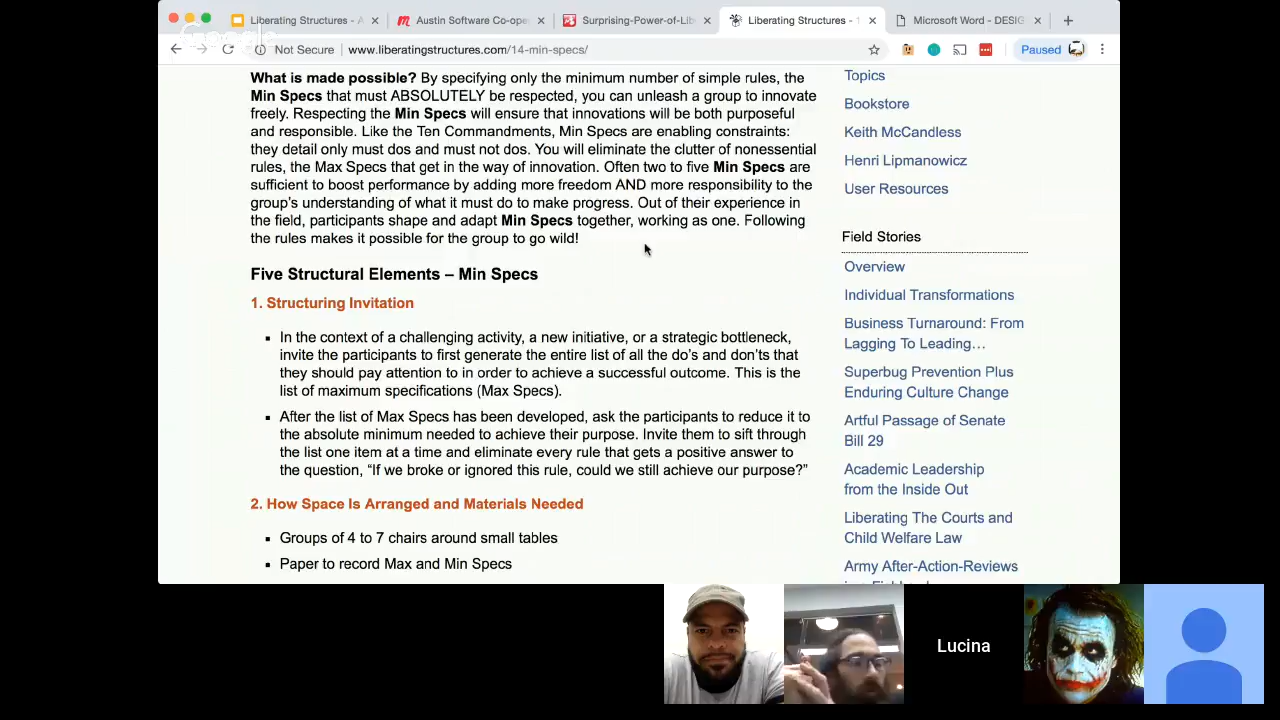 Liberating Structures - A
Austin Software Co-ope
Surprising-Power-of-Lib
Liberating Structures - 1
Microsoft Word - DESIG
Google
Not Secure
www.liberatingstructures.com/14-min-specs/
Paused
What is made possible? By specifying only the minimum number of simple rules, the
Min Specs that must ABSOLUTELY be respected, you can unleash a group to innovate
freely. Respecting the Min Specs will ensure that innovations will be both purposeful
and responsible. Like the Ten Commandments, Min Specs are enabling constraints:
they detail only must dos and must not dos. You will eliminate the clutter of nonessential
rules, the Max Specs that get in the way of innovation. Often two to five Min Specs are
sufficient to boost performance by adding more freedom AND more responsibility to the
group's understanding of what it must do to make progress. Out of their experience in
the field, participants shape and adapt Min Specs together, working as one. Following
the rules makes it possible for the group to go wild!
Five Structural Elements – Min Specs
1. Structuring Invitation
In the context of a challenging activity, a new initiative, or a strategic bottleneck,
invite the participants to first generate the entire list of all the do's and don'ts that
they should pay attention to in order to achieve a successful outcome. This is the
list of maximum specifications (Max Specs).
After the list of Max Specs has been developed, ask the participants to reduce it to
the absolute minimum needed to achieve their purpose. Invite them to sift through
the list one item at a time and eliminate every rule that gets a positive answer to
the question, “If we broke or ignored this rule, could we still achieve our purpose?”
2. How Space Is Arranged and Materials Needed
Groups of 4 to 7 chairs around small tables
Paper to record Max and Min Specs
Topics
Bookstore
Keith McCandless
Henri Lipmanowicz
User Resources
Field Stories
Overview
Individual Transformations
Business Turnaround: From
Lagging To Leading…
Superbug Prevention Plus
Enduring Culture Change
Artful Passage of Senate
Bill 29
Academic Leadership
from the Inside Out
Liberating The Courts and
Child Welfare Law
Army After-Action-Reviews
Lucina